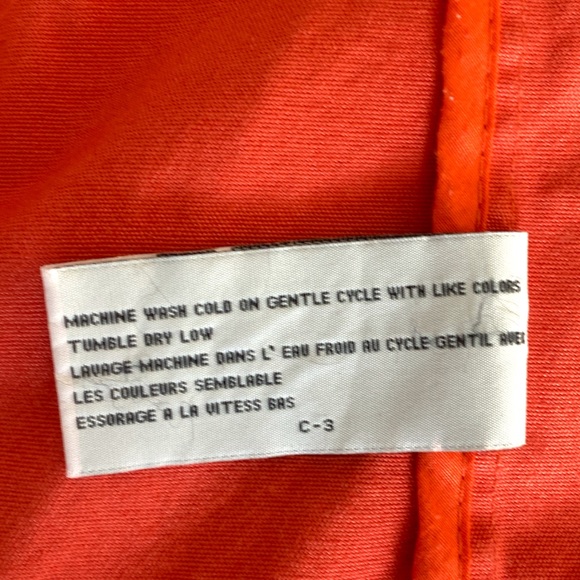 MACHINE WASH COLD ON GENTLE CYCLE WITH LIKE COLORS
TUMBLE DRY LOW
LAVAGE MACHINE DANS L' EAU FROID AU CYCLE GENTIL AVEC
LES COULEURS SEMBLABLE
ESSORAGE A LA VITESS BAS
C-3